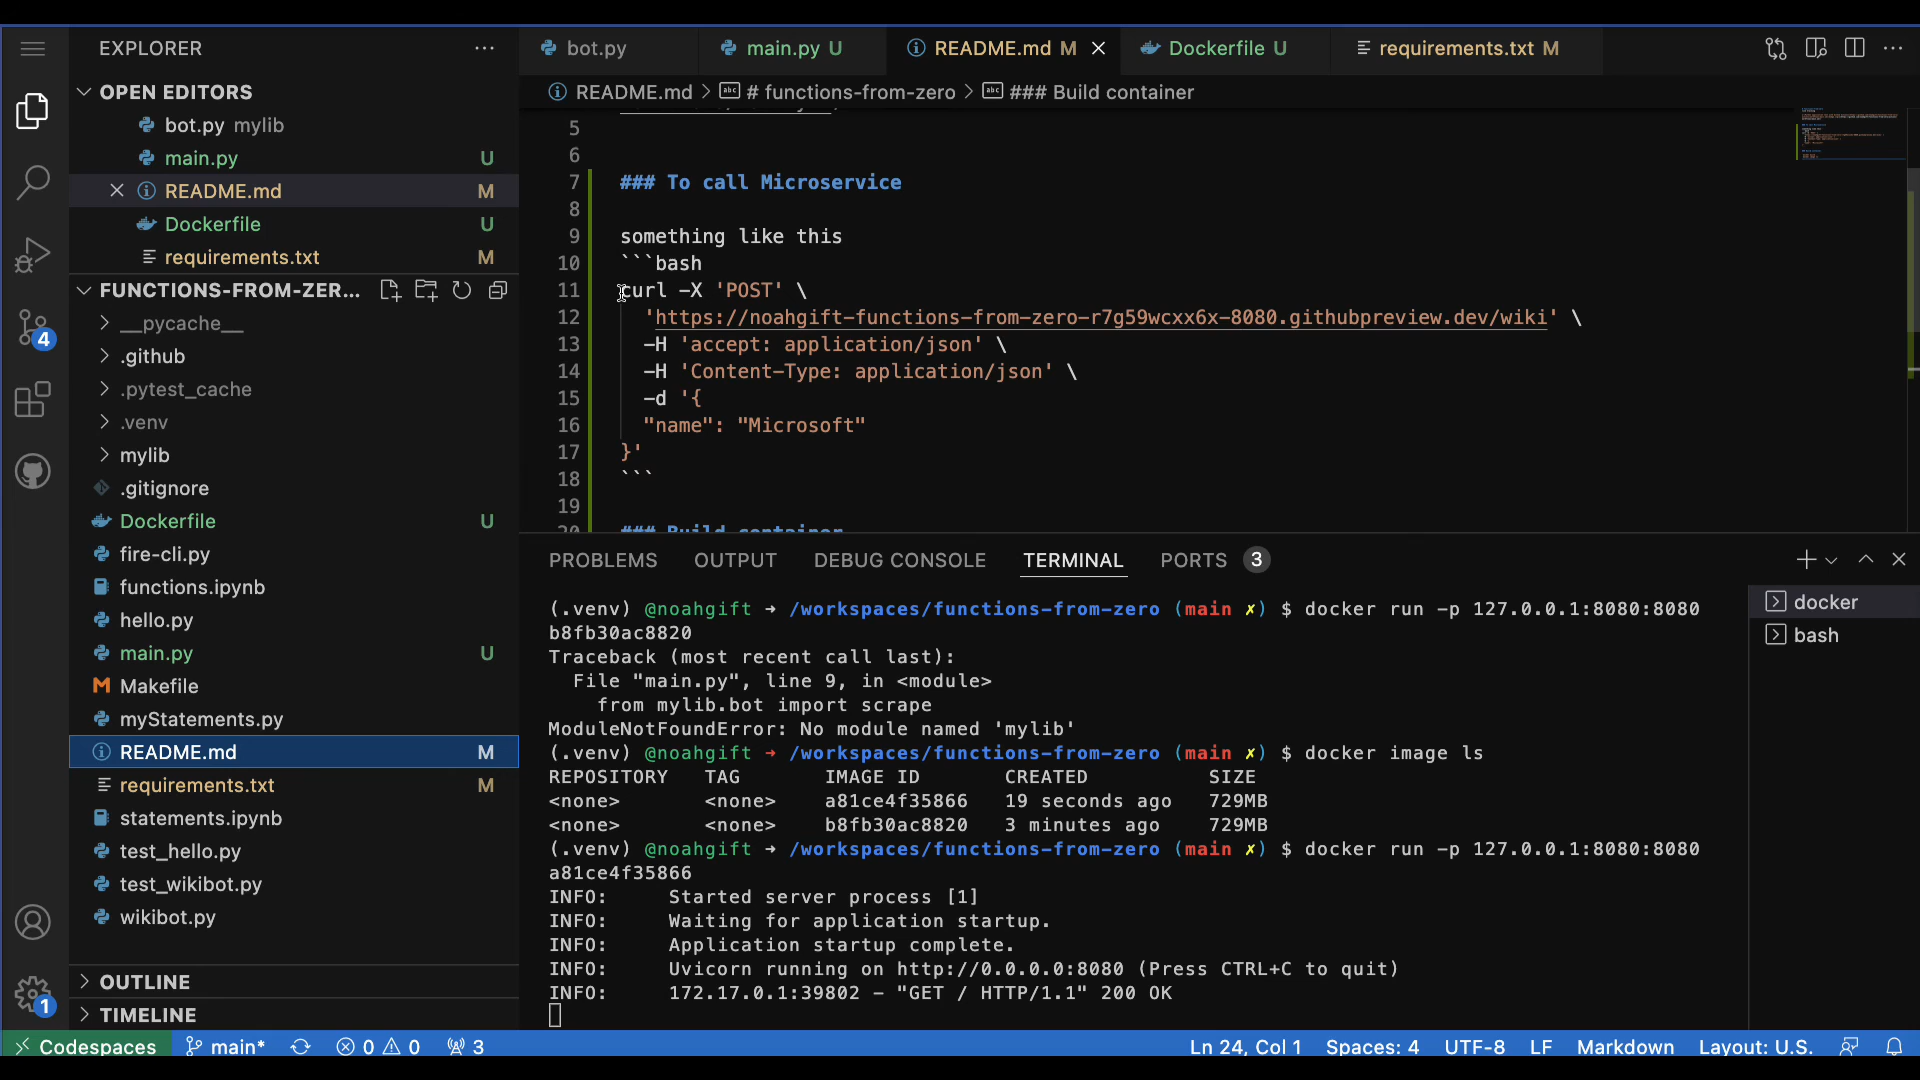 EXPLORER
OPEN EDITORS
bot.py mylib
main.py U
README.md M
Dockerfile U
requirements.txt M
FUNCTIONS-FROM-ZER...
__pycache__
.github
.pytest_cache
.venv
mylib
.gitignore
Dockerfile U
fire-cli.py
functions.ipynb
hello.py
main.py U
Makefile
myStatements.py
README.md M
requirements.txt M
statements.ipynb
test_hello.py
test_wikibot.py
wikibot.py
OUTLINE
TIMELINE
4
1
bot.py main.py U README.md M Dockerfile U requirements.txt M
README.md > # functions-from-zero > ### Build container
5
6
7 ### To call Microservice
8
9 something like this
10 ```bash
11 curl -X 'POST' \
12 'https://noahgift-functions-from-zero-r7g59wcxx6x-8080.githubpreview.dev/wiki' \
13 -H 'accept: application/json' \
14 -H 'Content-Type: application/json' \
15 -d '{
16 "name": "Microsoft"
17 }'
18 ```
19
20 ### Build container
PROBLEMS OUTPUT DEBUG CONSOLE TERMINAL PORTS 3
(.venv) @noahgift → /workspaces/functions-from-zero (main ✗) $ docker run -p 127.0.0.1:8080:8080
b8fb30ac8820
Traceback (most recent call last):
File "main.py", line 9, in <module>
from mylib.bot import scrape
ModuleNotFoundError: No module named 'mylib'
(.venv) @noahgift → /workspaces/functions-from-zero (main ✗) $ docker image ls
REPOSITORY TAG IMAGE ID CREATED SIZE
<none> <none> a81ce4f35866 19 seconds ago 729MB
<none> <none> b8fb30ac8820 3 minutes ago 729MB
(.venv) @noahgift → /workspaces/functions-from-zero (main ✗) $ docker run -p 127.0.0.1:8080:8080
a81ce4f35866
INFO: Started server process [1]
INFO: Waiting for application startup.
INFO: Application startup complete.
INFO: Uvicorn running on http://0.0.0.0:8080 (Press CTRL+C to quit)
INFO: 172.17.0.1:39802 - "GET / HTTP/1.1" 200 OK
docker
bash
Codespaces main* 0 0 3 Ln 24, Col 1 Spaces: 4 UTF-8 LF Markdown Layout: U.S.